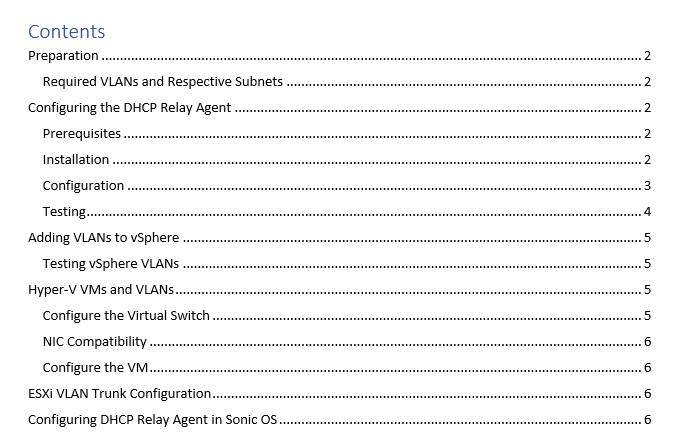 Contents
Preparation ........................................................................ 2
Required VLANs and Respective Subnets ........................................................................ 2
Configuring the DHCP Relay Agent ........................................................................ 2
Prerequisites ........................................................................ 2
Installation ........................................................................ 2
Configuration ........................................................................ 3
Testing ........................................................................ 4
Adding VLANs to vSphere ........................................................................ 5
Testing vSphere VLANs ........................................................................ 5
Hyper-V VMs and VLANs ........................................................................ 5
Configure the Virtual Switch ........................................................................ 5
NIC Compatibility ........................................................................ 6
Configure the VM ........................................................................ 6
ESXi VLAN Trunk Configuration ........................................................................ 6
Configuring DHCP Relay Agent in Sonic OS ........................................................................ 6